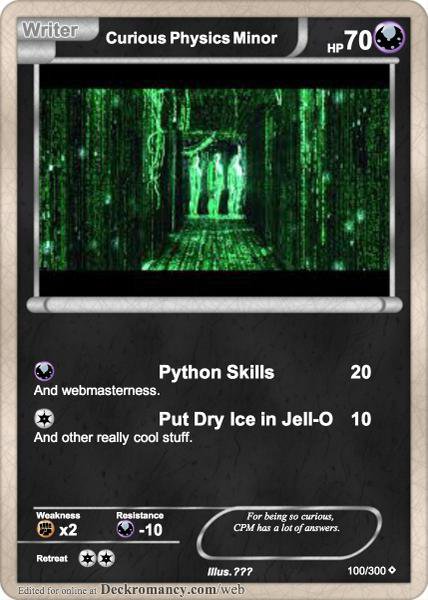 Writer
Curious Physics Minor
HP 70
Python Skills 20
And webmasterness.
Put Dry Ice in Jell-O 10
And other really cool stuff.
Weakness Resistance
x2 -10
For being so curious,
CPM has a lot of answers.
Retreat
Illus.??? 100/300
Edited for online at Deckromancy.com/web